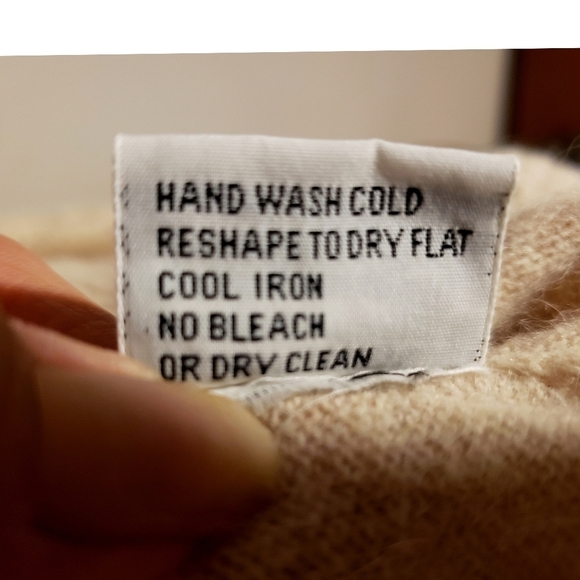 HAND WASH COLD
RESHAPE TO DRY FLAT
COOL IRON
NO BLEACH
OR DRY CLEAN